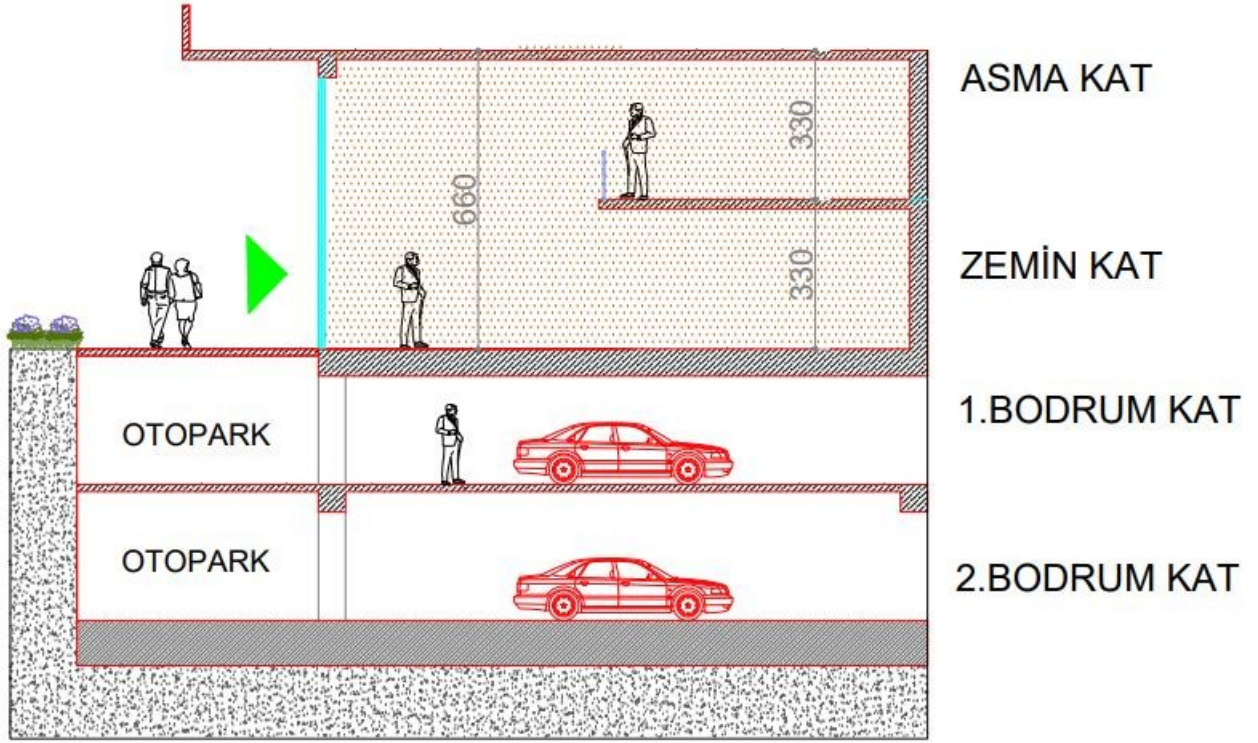 ASMA KAT
330
660
ZEMİN KAT
330
1.BODRUM KAT
OTOPARK
OTOPARK
2.BODRUM KAT